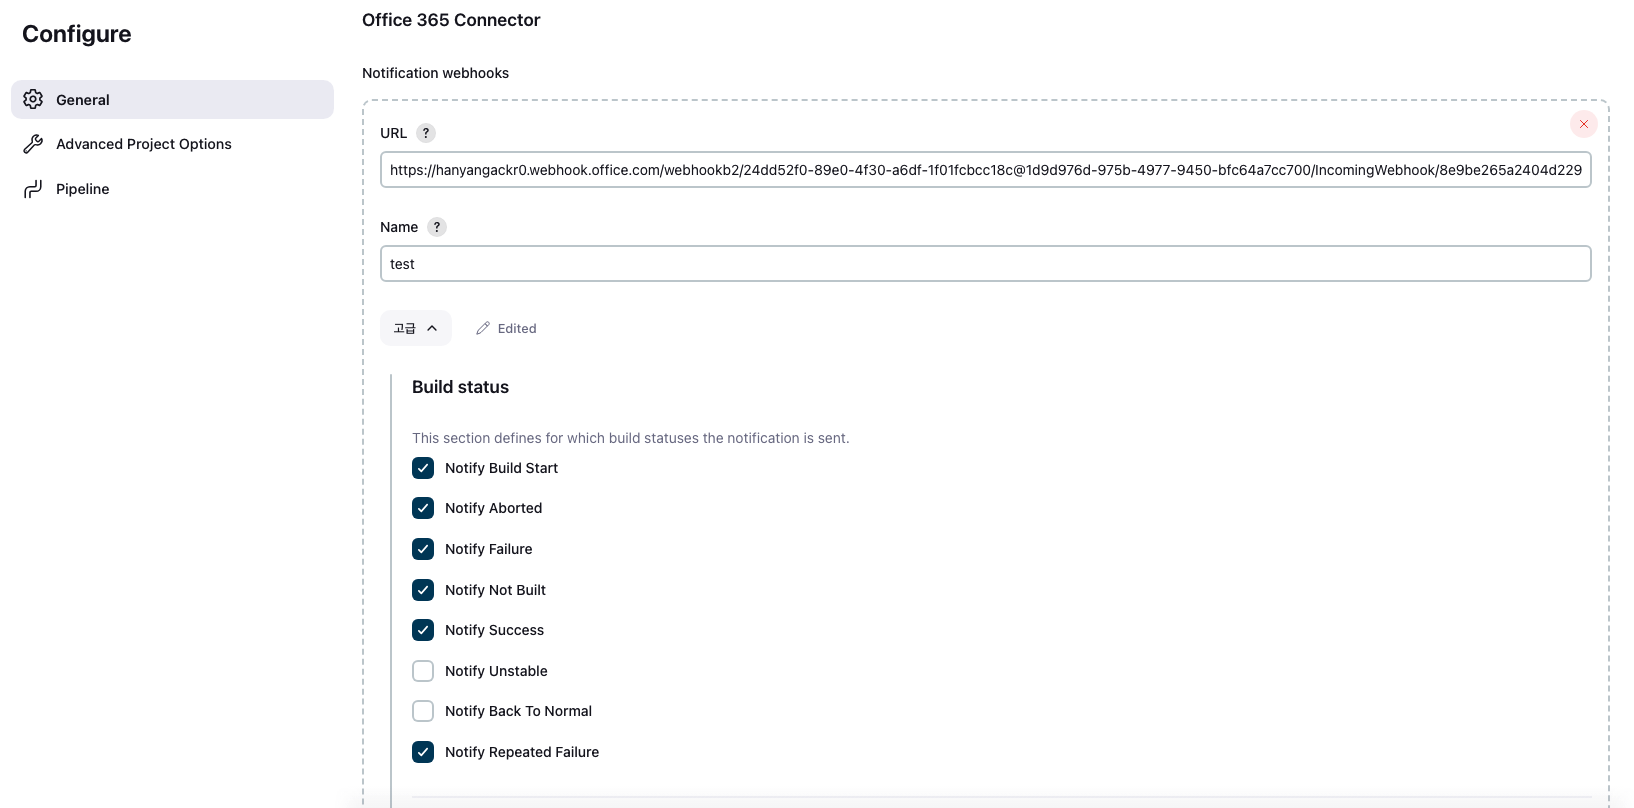 Configure
General
Advanced Project Options
Pipeline
Office 365 Connector
Notification webhooks
URL ?
https://hanyangackr0.webhook.office.com/webhookb2/24dd52f0-89e0-4f30-a6df-1f01fcbcc18c@1d9d976d-975b-4977-9450-bfc64a7cc700/IncomingWebhook/8e9be265a2404d229
Name ?
test
고급 Edited
Build status
This section defines for which build statuses the notification is sent.
Notify Build Start
Notify Aborted
Notify Failure
Notify Not Built
Notify Success
Notify Unstable
Notify Back To Normal
Notify Repeated Failure